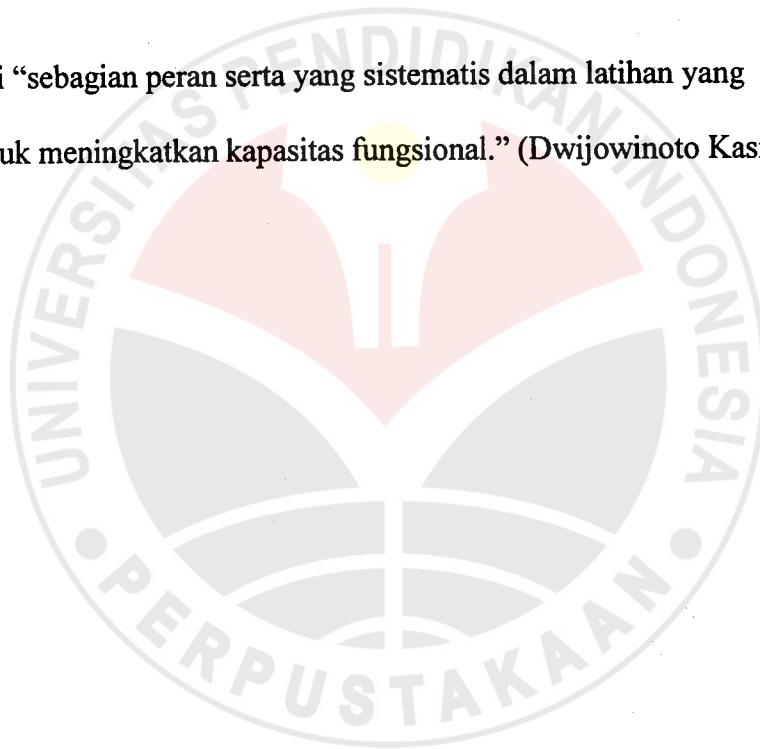 i “sebagian peran serta yang sistematis dalam latihan yang
uk meningkatkan kapasitas fungsional.” (Dwijowinoto Kas
UNIVERSITAS PENDIDIKAN INDONESIA
PERPUSTAKAAN